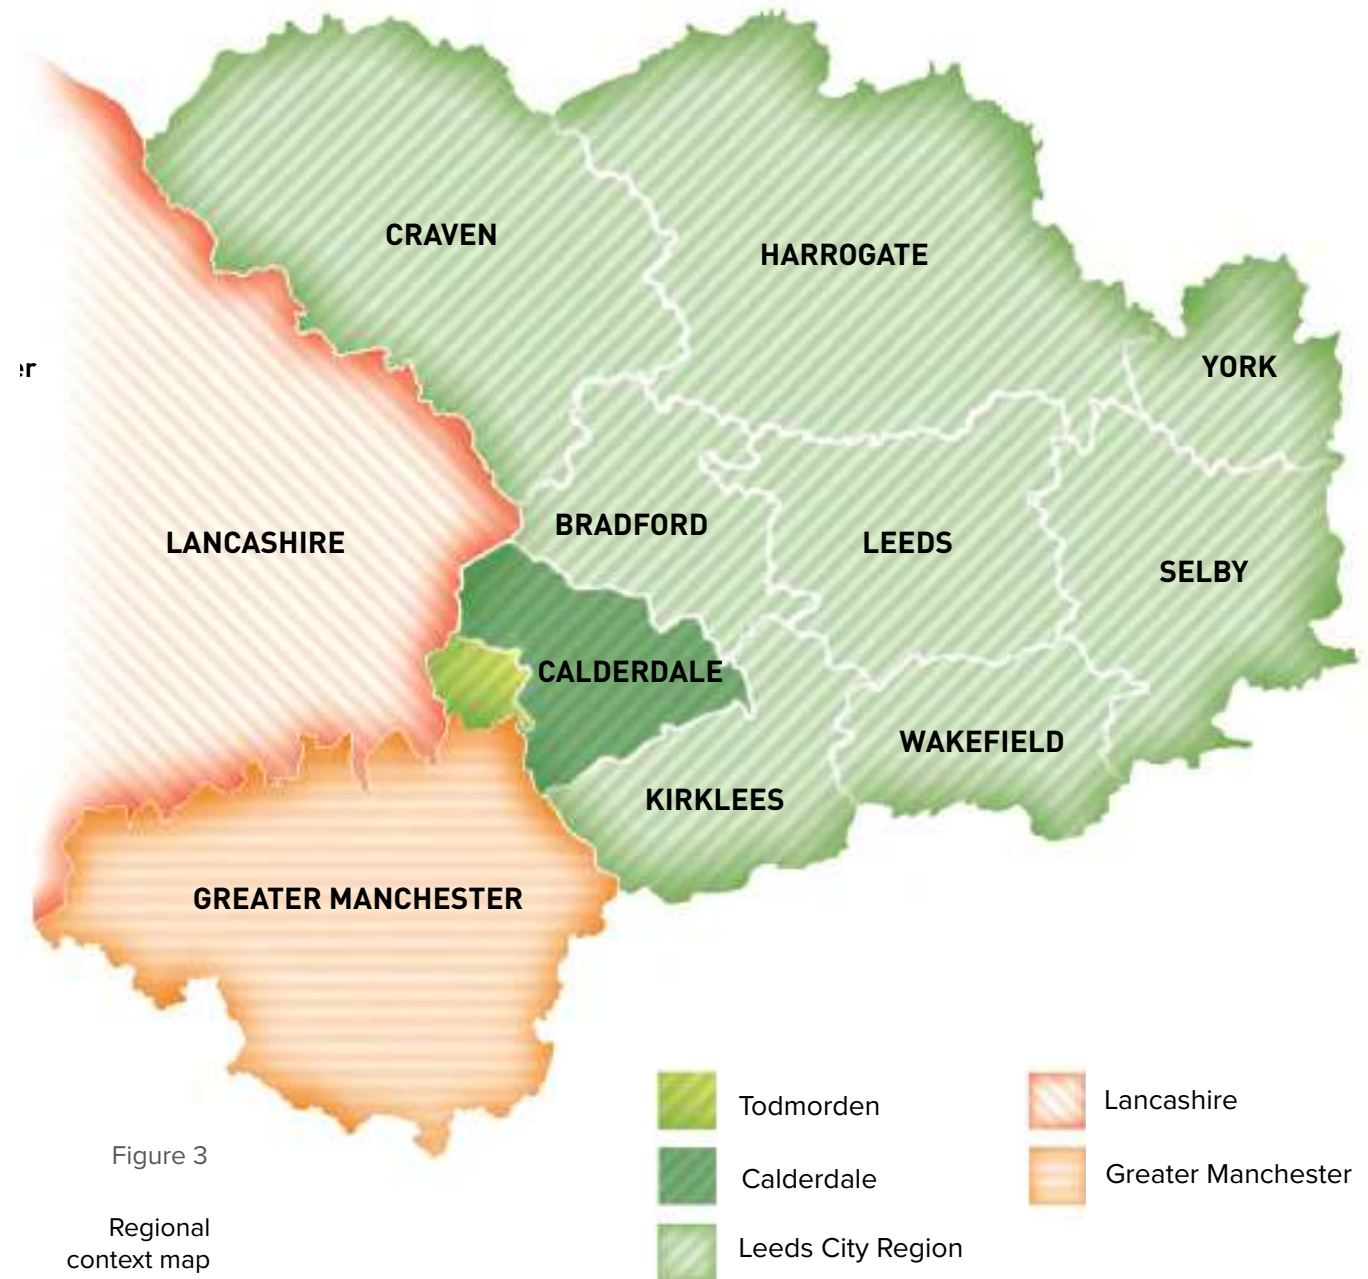 CRAVEN
HARROGATE
YORK
er
BRADFORD
LANCASHIRE
LEEDS
SELBY
CALDERDALE
WAKEFIELD
KIRKLEES
GREATER MANCHESTER
Todmorden
Lancashire
Calderdale
Greater Manchester
Leeds City Region
Figure 3
Regional
context map